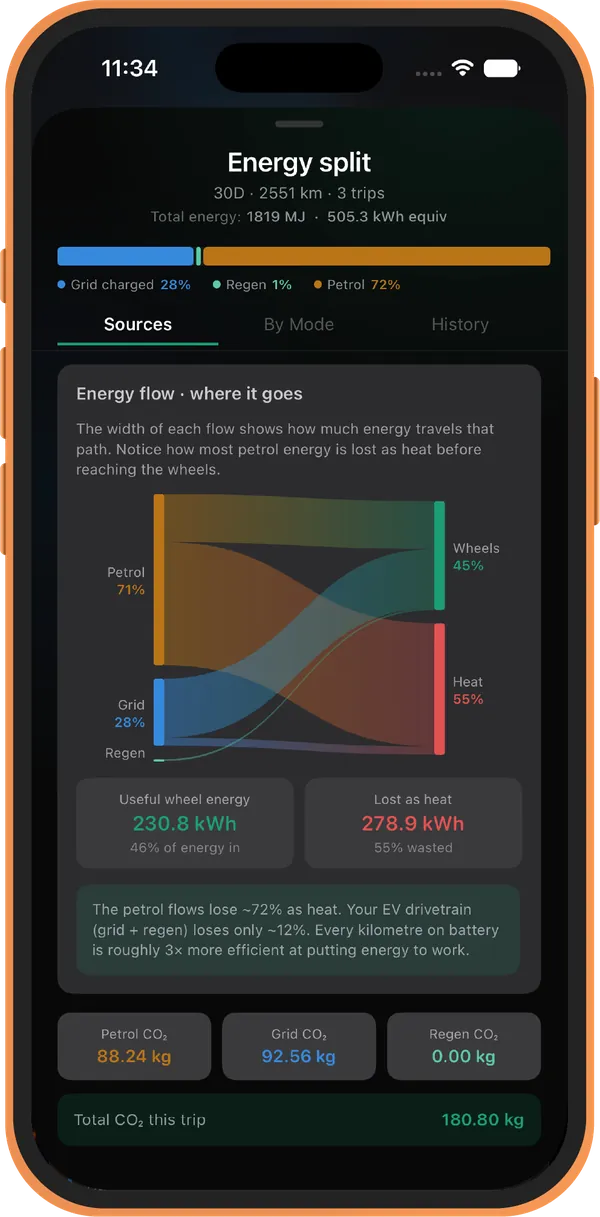 11:34
Energy split
30D · 2551 km · 3 trips
Total energy: 1819 MJ · 505.3 kWh equiv
Grid charged 28% Regen 1% Petrol 72%
Sources By Mode History
Energy flow · where it goes
The width of each flow shows how much energy travels that
path. Notice how most petrol energy is lost as heat before
reaching the wheels.
Wheels
45%
Petrol
71%
Heat
55%
Grid
28%
Regen
Useful wheel energy
230.8 kWh
46% of energy in
Lost as heat
278.9 kWh
55% wasted
The petrol flows lose ~72% as heat. Your EV drivetrain
(grid + regen) loses only ~12%. Every kilometre on battery
is roughly 3× more efficient at putting energy to work.
Petrol CO₂
88.24 kg
Grid CO₂
92.56 kg
Regen CO₂
0.00 kg
Total CO₂ this trip 180.80 kg